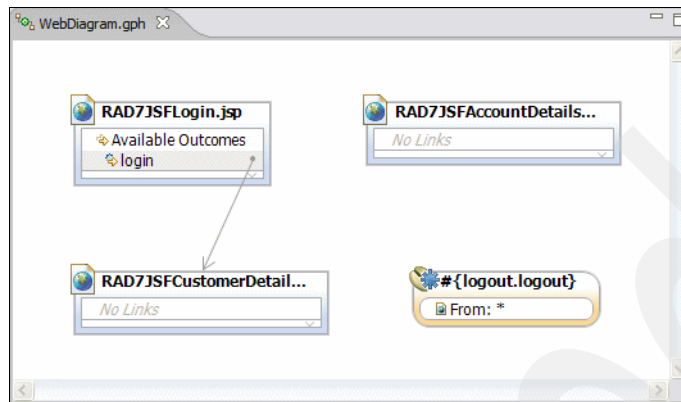 WebDiagram.gph
RAD7JSFLogin.jsp
Available Outcomes
login
RAD7JSFAccountDetails...
No Links
RAD7JSFCustomerDetail...
No Links
#{logout.logout}
From: *